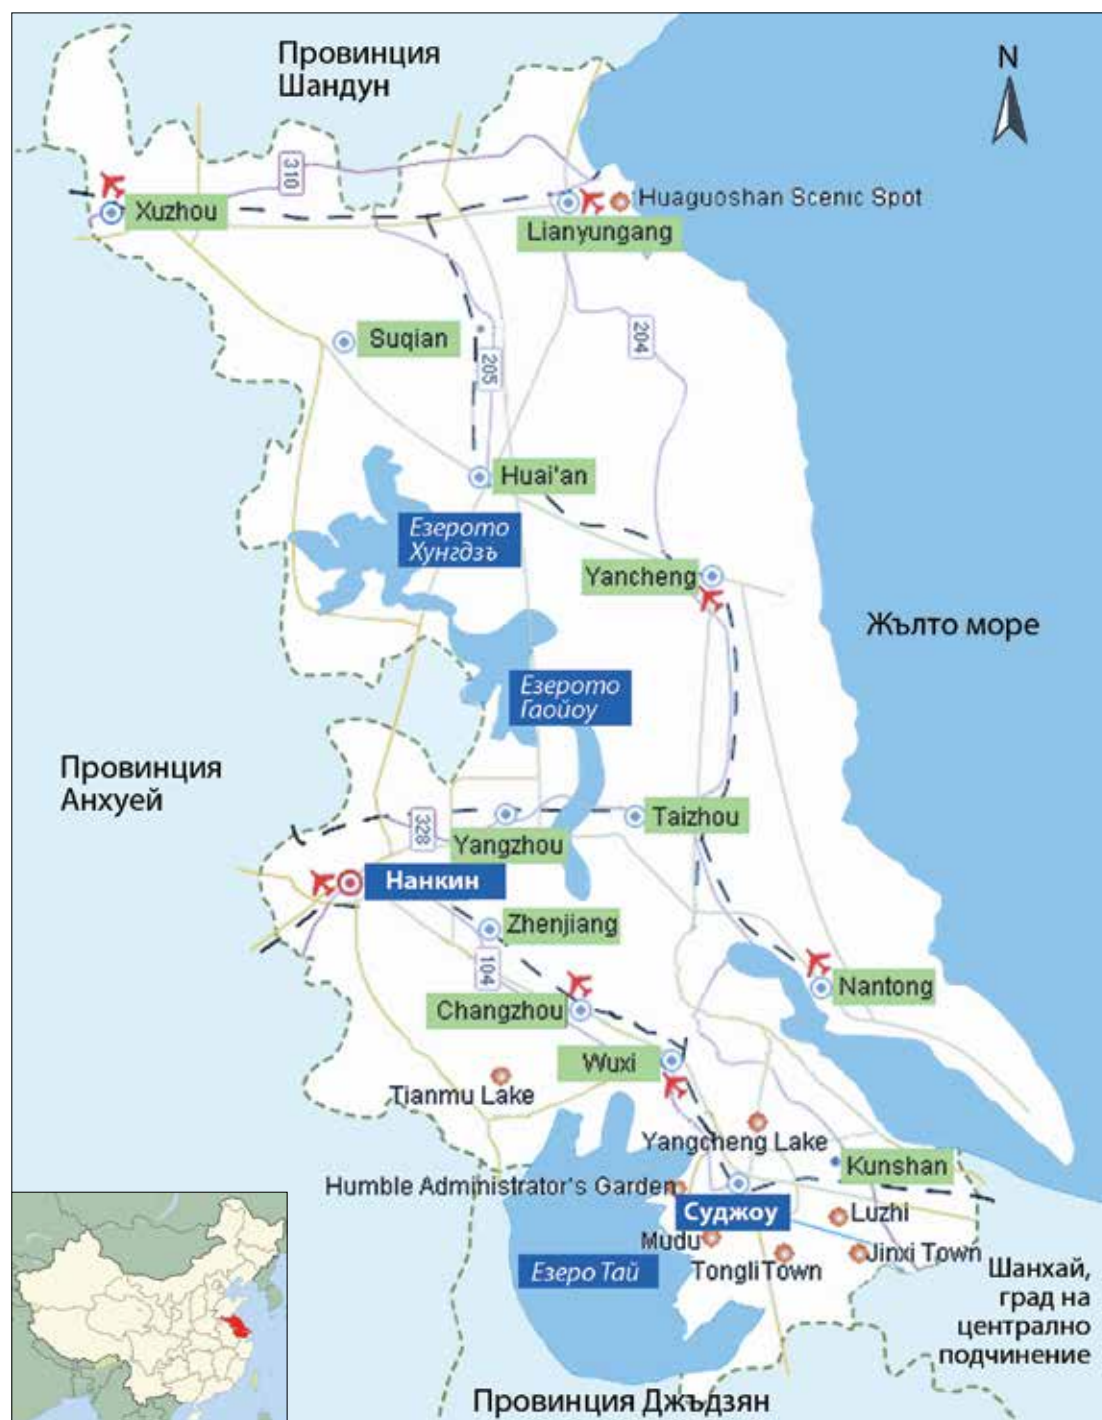 Провинция
Шандун
N
310
Xuzhou
Huaguoshan Scenic Spot
Lianyungang
Suqian
205
204
Huai'an
Езерото
Хунгдзъ
Yancheng
Жълто море
Езерото
Гаойоу
Провинция
Анхуей
328
Yangzhou
Taizhou
Нанкин
Zhenjiang
104
Changzhou
Nantong
Wuxi
Tianmu Lake
Yangcheng Lake
Kunshan
Humble Administrator's Garden
Суджоу
Luzhi
Mudu
Jinxi Town
TongliTown
Езеро Тай
Шанхай,
град на
централно
подчинение
Провинция Джъдзян